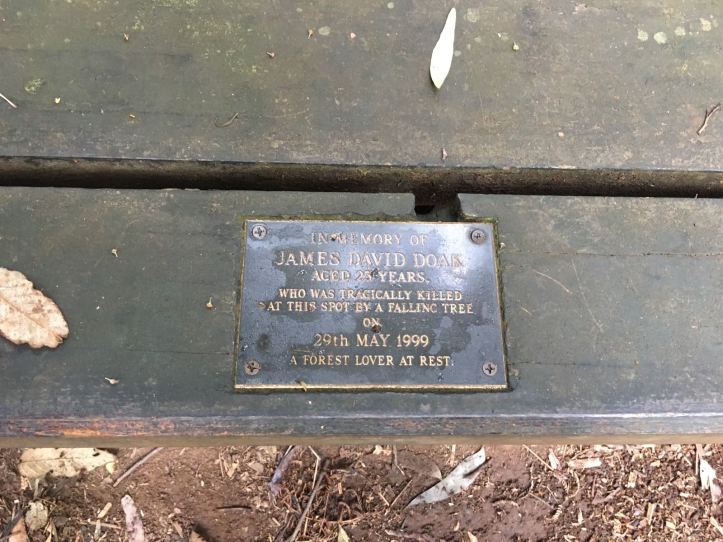 IN MEMORY OF
JAMES DAVID DOAK
AGED 23 YEARS.
WHO WAS TRAGICALLY KILLED
AT THIS SPOT BY A FALLING TREE
ON
29th MAY 1999
A FOREST LOVER AT REST.